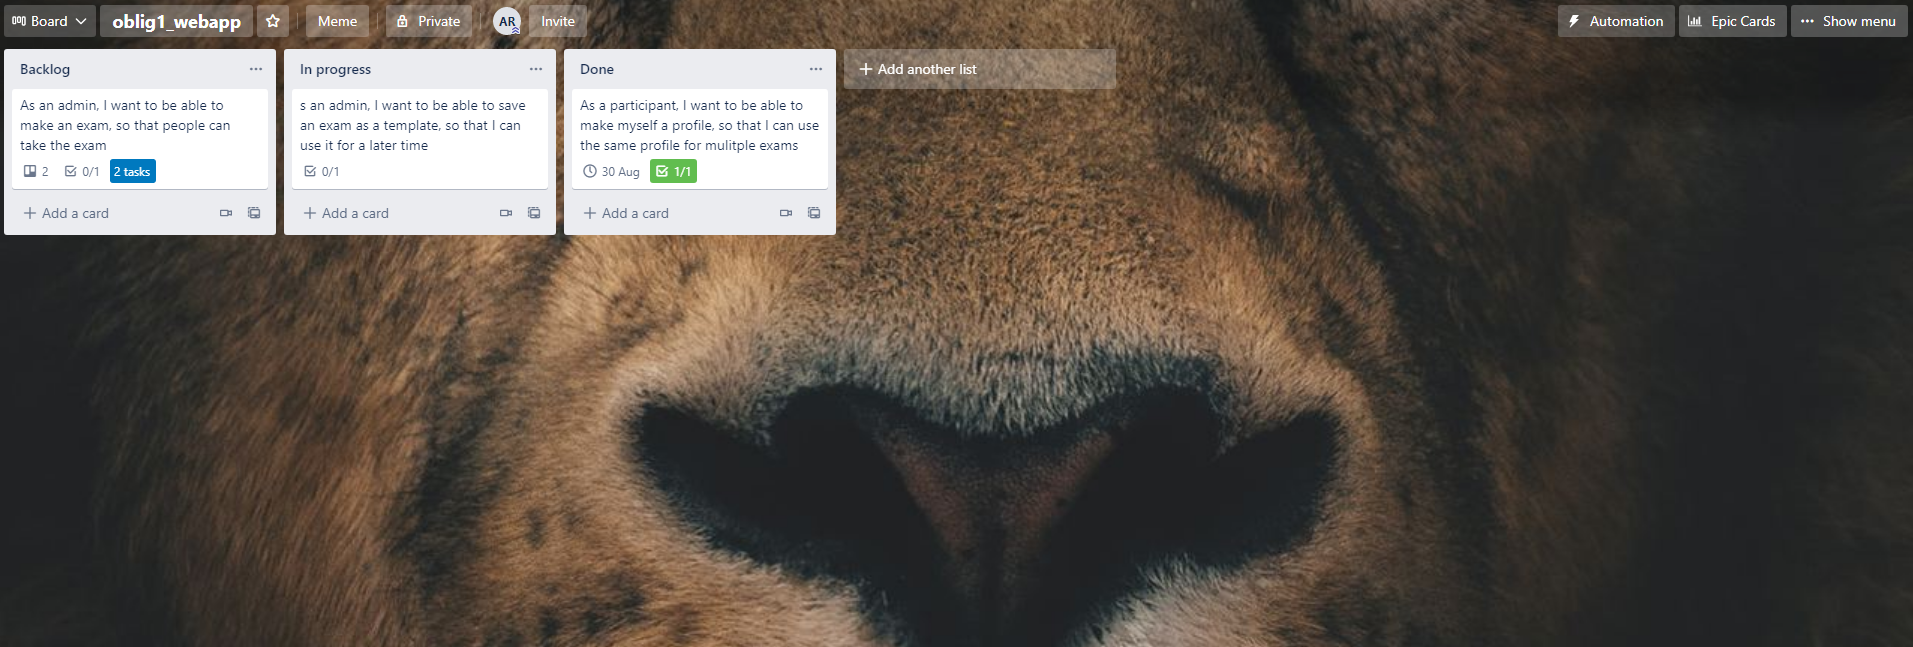 Board oblig1_webapp Meme Private AR Invite Automation Epic Cards Show menu
Backlog
As an admin, I want to be able to
make an exam, so that people can
take the exam
2 0/1 2 tasks
Add a card
In progress
s an admin, I want to be able to save
an exam as a template, so that I can
use it for a later time
0/1
Add a card
Done
As a participant, I want to be able to
make myself a profile, so that I can use
the same profile for mulitple exams
30 Aug 1/1
Add a card
Add another list